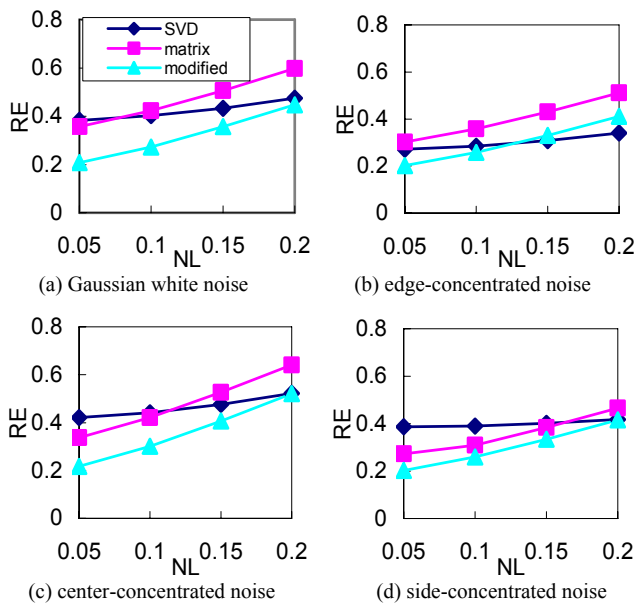 0.8
0.6
0.4
0.2
0
RE
SVD
matrix
modified
0.05 0.1 0.15 0.2
NL
(a) Gaussian white noise
0.8
0.6
0.4
0.2
0
RE
0.05 0.1 0.15 0.2
NL
(b) edge-concentrated noise
0.8
0.6
0.4
0.2
0
RE
0.05 0.1 0.15 0.2
NL
(c) center-concentrated noise
0.8
0.6
0.4
0.2
0
RE
0.05 0.1 0.15 0.2
NL
(d) side-concentrated noise